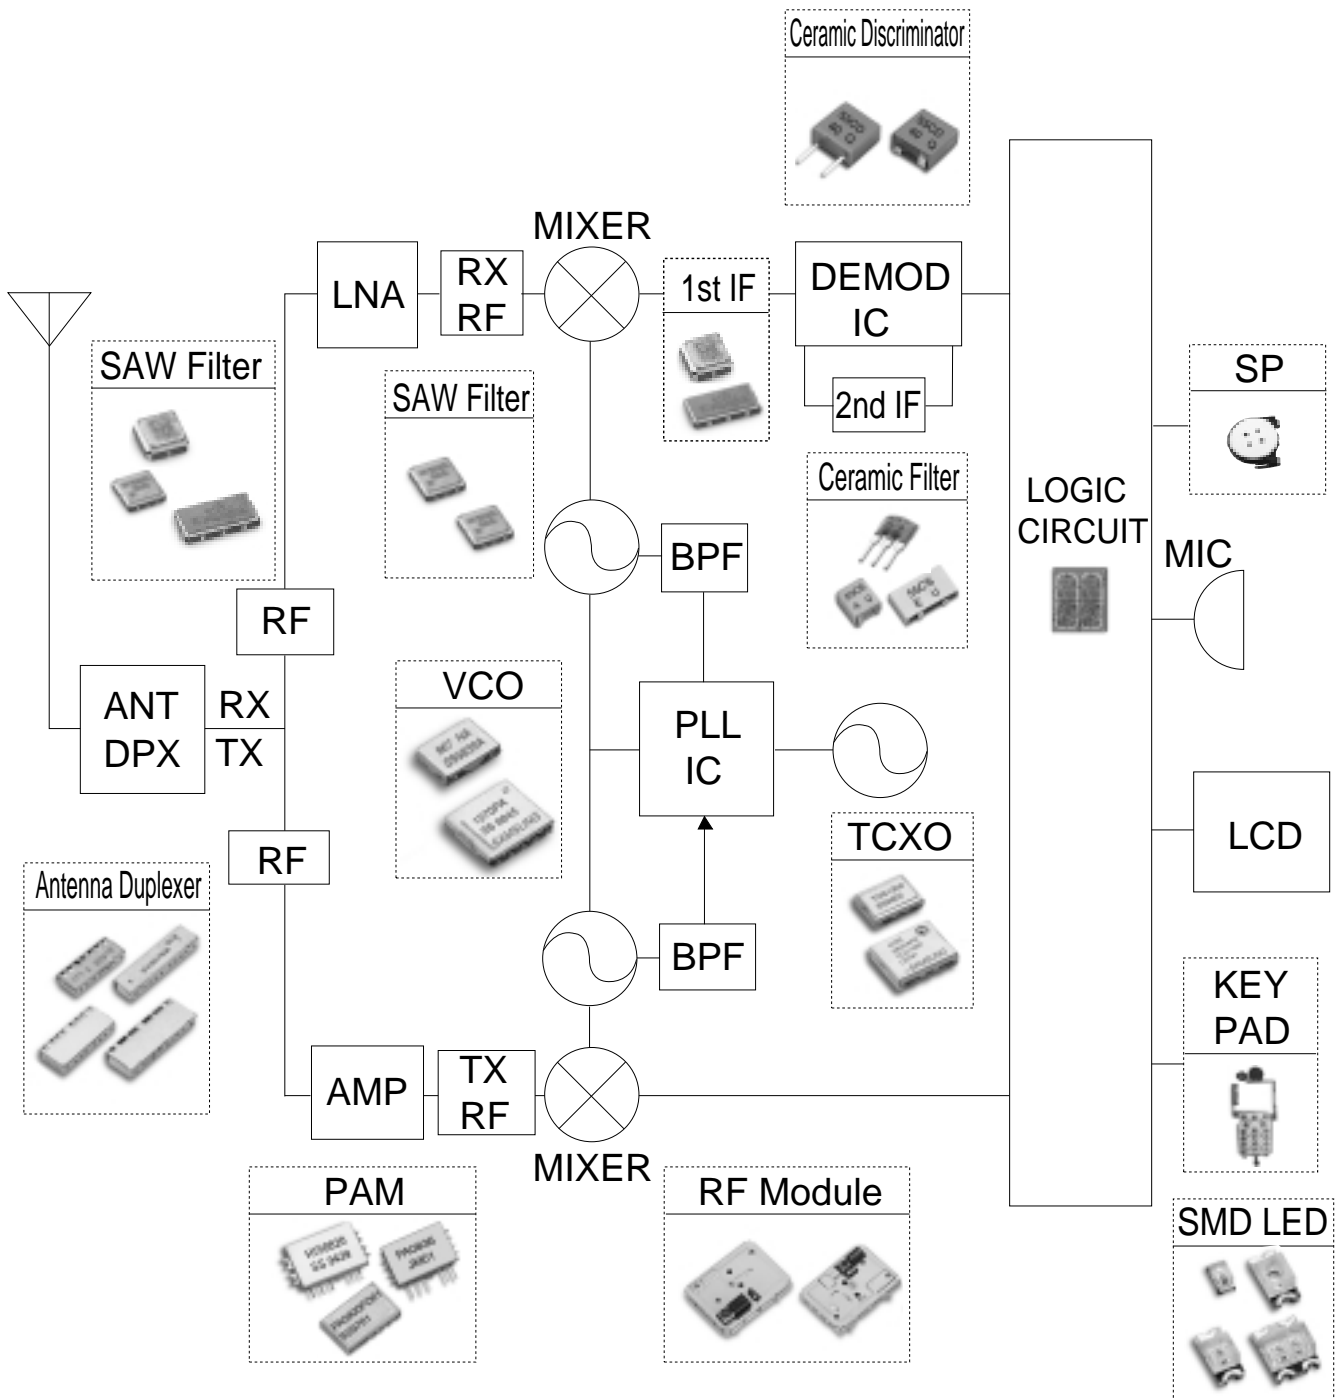 Ceramic Discriminator
MIXER
LNA
RX
RF
1st IF
DEMOD
IC
2nd IF
SAW Filter
SAW Filter
SP
Ceramic Filter
LOGIC
CIRCUIT
BPF
MIC
RF
ANT
DPX
RX
TX
VCO
PLL
IC
TCXO
LCD
RF
Antenna Duplexer
BPF
KEY
PAD
AMP
TX
RF
MIXER
PAM
RF Module
SMD LED